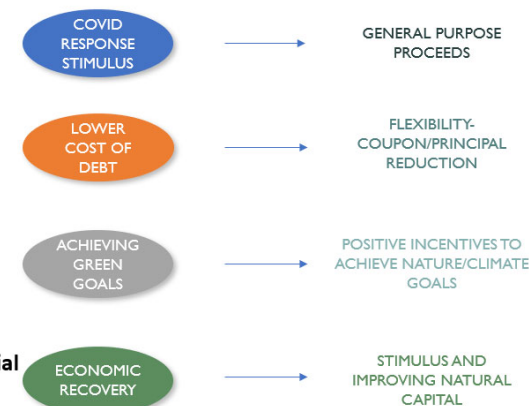 COVID
RESPONSE
STIMULUS
GENERAL PURPOSE
PROCEEDS
LOWER
COST OF
DEBT
FLEXIBILITY-
COUPON/PRINCIPAL
REDUCTION
ACHIEVING
GREEN
GOALS
POSITIVE INCENTIVES TO
ACHIEVE NATURE/CLIMATE
GOALS
ial
ECONOMIC
RECOVERY
STIMULUS AND
IMPROVING NATURAL
CAPITAL